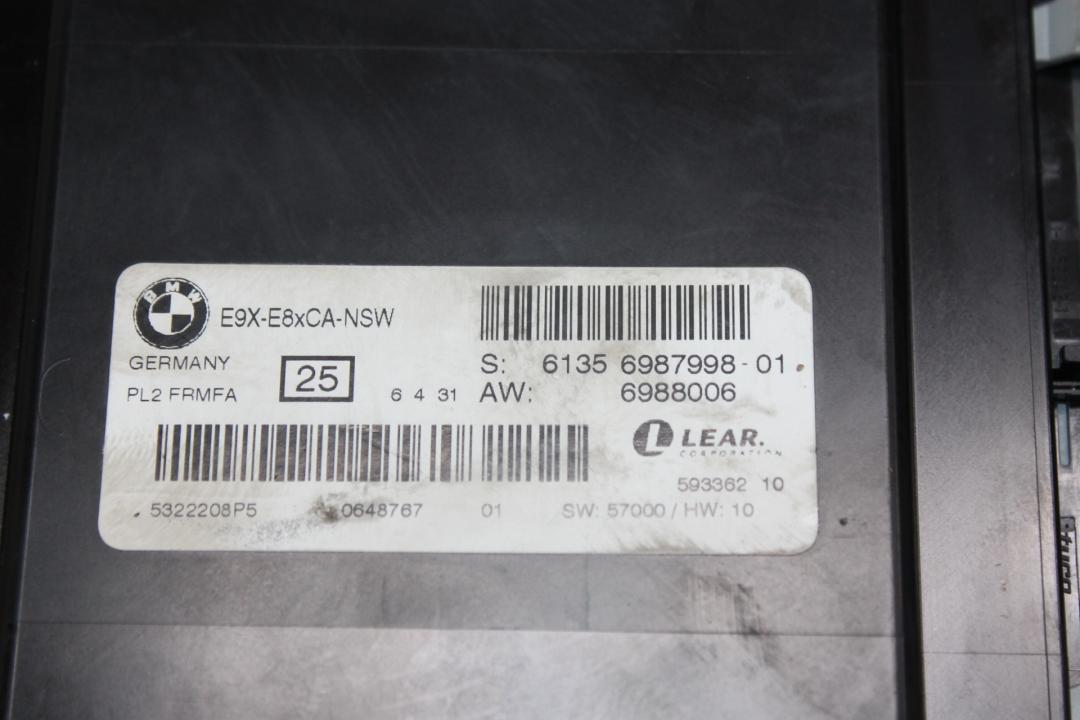 BMW
E9X-E8xCA-NSW
GERMANY
25
PL2 FRMFA
6 4 31
S: 6135 6987998-01
AW: 6988006
LEAR.
CORPORATION
593362 10
5322208P5 0648767 01 SW: 57000 / HW: 10